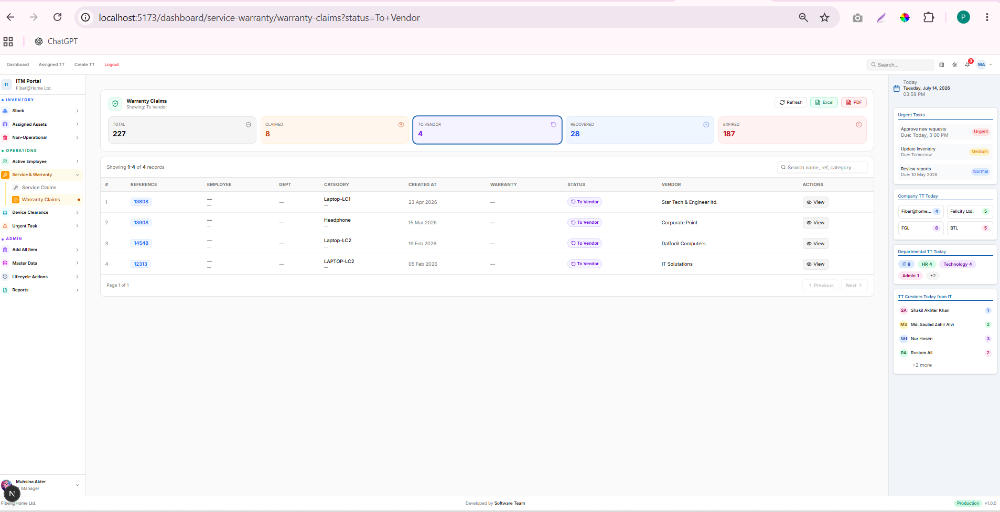 localhost:5173/dashboard/service-warranty/warranty-claims?status=To+Vendor
P
ChatGPT
Dashboard Assigned TT Create TT Logout
Search...
3
MA
IT
ITM Portal
Fiber@Home Ltd.
INVENTORY
Stock
Assigned Assets
Non-Operational
OPERATIONS
Active Employee
Service & Warranty
Service Claims
Warranty Claims
Device Clearance
Urgent Task
ADMIN
Add All Item
Master Data
Lifecycle Actions
Reports
Muhsina Akter
Manager
N
Fiber@Home Ltd.
Warranty Claims
Showing: To Vendor
Refresh Excel PDF
TOTAL
227
CLAIMED
8
TO VENDOR
4
RECOVERED
28
EXPIRED
187
Showing 1-4 of 4 records
Search name, ref, category...
# REFERENCE EMPLOYEE DEPT CATEGORY CREATED AT WARRANTY STATUS VENDOR ACTIONS
1 13808 — — — Laptop-LC1 — 23 Apr 2026 — To Vendor Star Tech & Engineer ltd. View
2 13908 — — — Headphone — 15 Mar 2026 — To Vendor Corporate Point View
3 14548 — — — Laptop-LC2 — 19 Feb 2026 — To Vendor Daffodil Computers View
4 12313 — — — LAPTOP-LC2 — 05 Feb 2026 — To Vendor IT Solutations View
Page 1 of 1
Previous Next
Today
Tuesday, July 14, 2026
03:59 PM
Urgent Tasks
Approve new requests
Due: Today, 3:00 PM
Urgent
Update inventory
Due: Tomorrow
Medium
Review reports
Due: 10 May 2026
Normal
Company TT Today
Fiber@home... 4 Felicity Ltd. 5
FGL 6 BTL 5
Departmental TT Today
IT 8 HR 4 Technology 4
Admin 1 +2
TT Creators Today from IT
SA Shakil Akhter Khan 1
MS Md. Saulad Zahir Alvi 2
NH Nur Hosen 3
RA Rustam Ali 2
+2 more
Developed by Software Team
Production v1.0.0